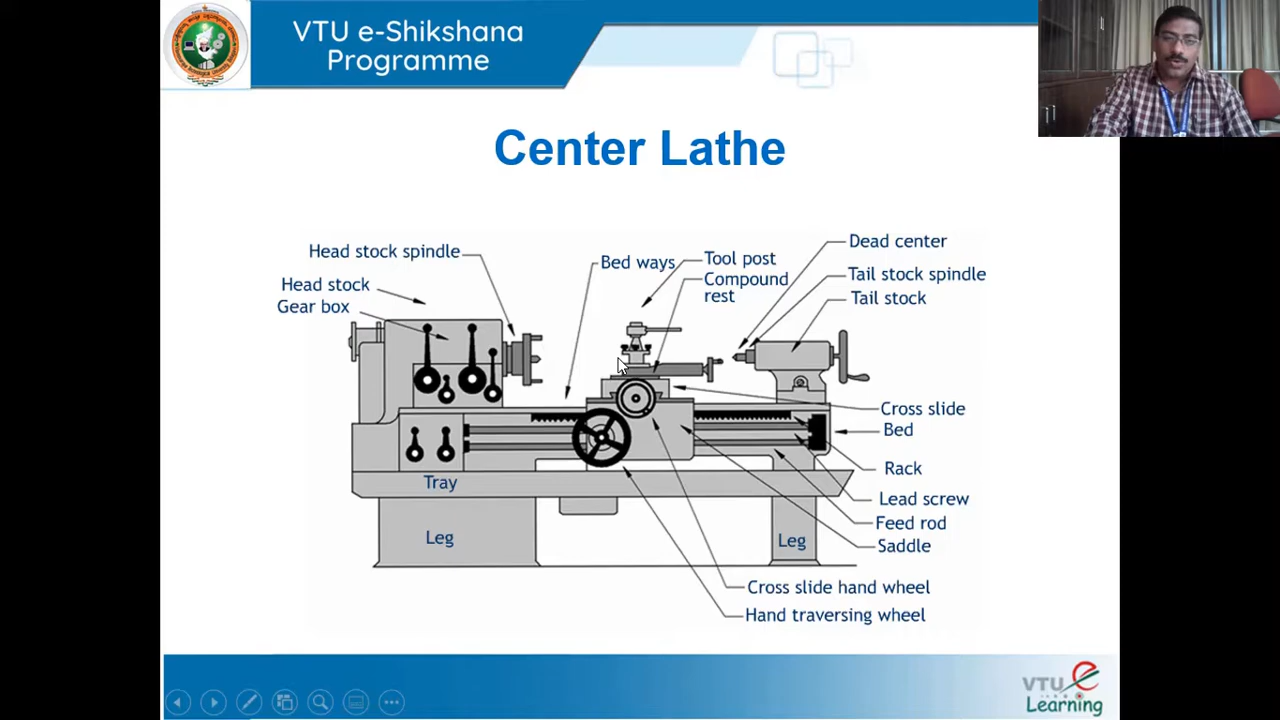 VTU e-Shikshana
Programme
Center Lathe
Head stock spindle
Head stock
Gear box
Bed ways
Tool post
Compound
rest
Dead center
Tail stock spindle
Tail stock
Cross slide
Bed
Rack
Lead screw
Feed rod
Saddle
Tray
Leg
Leg
Cross slide hand wheel
Hand traversing wheel
VTU e
Learning